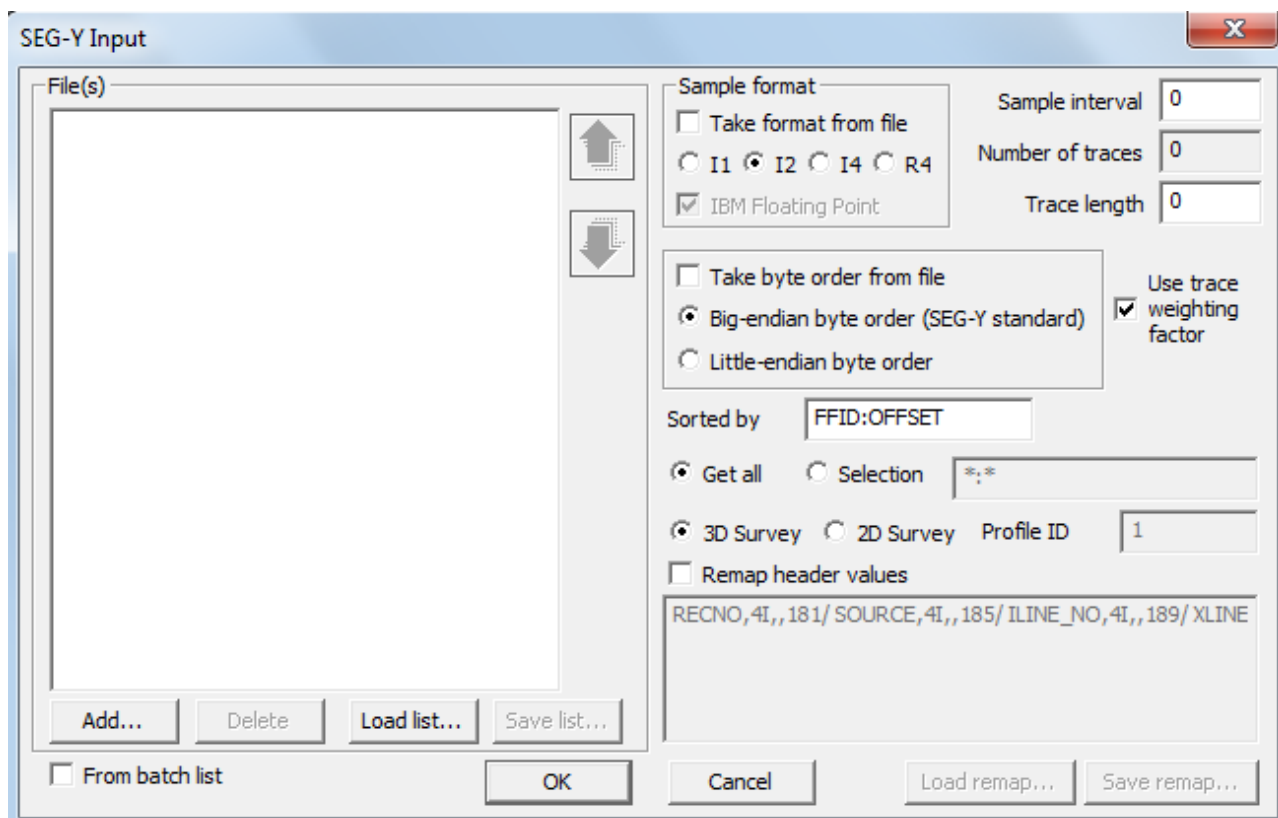 SEG-Y Input
File(s)
Add...
Delete
Load list...
Save list...
From batch list
OK
Sample format
Take format from file
I1 I2 I4 R4
IBM Floating Point
Sample interval 0
Number of traces 0
Trace length 0
Take byte order from file
Big-endian byte order (SEG-Y standard)
Little-endian byte order
Use trace
weighting
factor
Sorted by FFID:OFFSET
Get all Selection *:*
3D Survey 2D Survey Profile ID 1
Remap header values
RECNO,4I,,181/ SOURCE,4I,,185/ ILINE_NO,4I,,189/ XLINE
Cancel
Load remap...
Save remap...